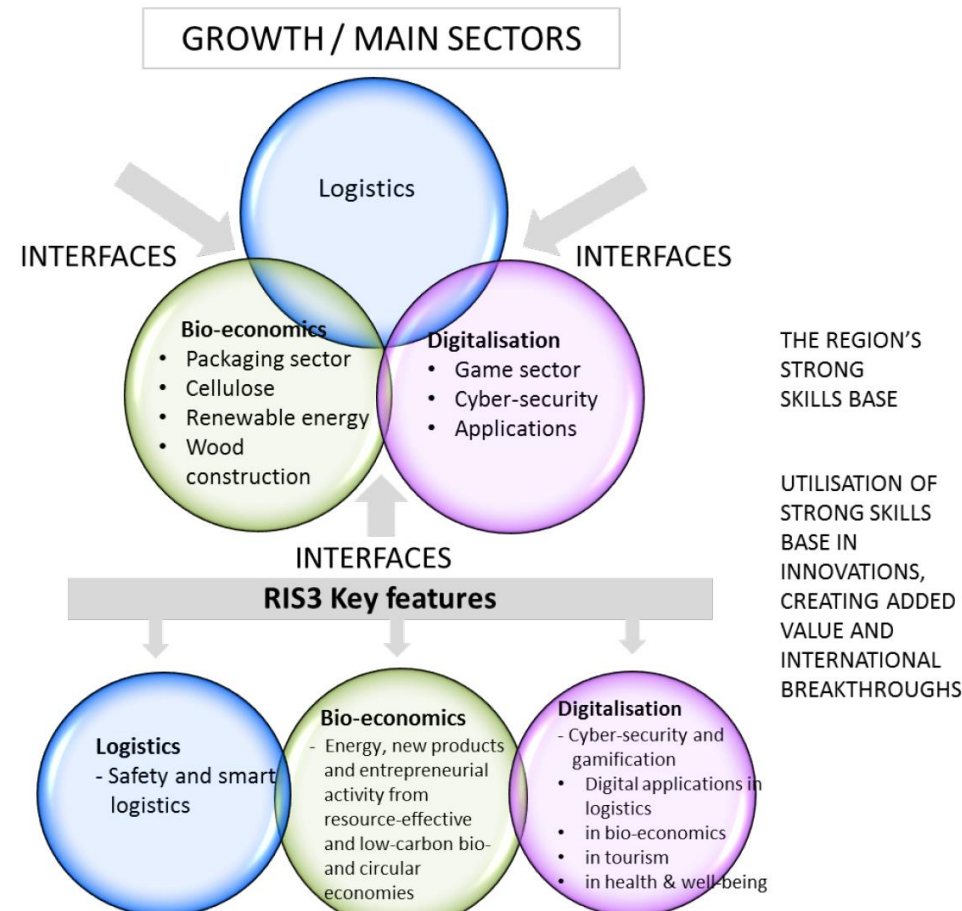 GROWTH / MAIN SECTORS
Logistics
INTERFACES
INTERFACES
Bio-economics
• Packaging sector
• Cellulose
• Renewable energy
• Wood
construction
Digitalisation
• Game sector
• Cyber-security
• Applications
THE REGION’S
STRONG
SKILLS BASE
INTERFACES
UTILISATION OF
STRONG SKILLS
BASE IN
INNOVATIONS,
CREATING ADDED
VALUE AND
INTERNATIONAL
BREAKTHROUGHS
RIS3 Key features
Logistics
- Safety and smart
logistics
Bio-economics
- Energy, new products
and entrepreneurial
activity from
resource-effective
and low-carbon bio-
and circular
economies
Digitalisation
- Cyber-security and
gamification
• Digital applications in
logistics
• in bio-economics
• in tourism
• in health & well-being